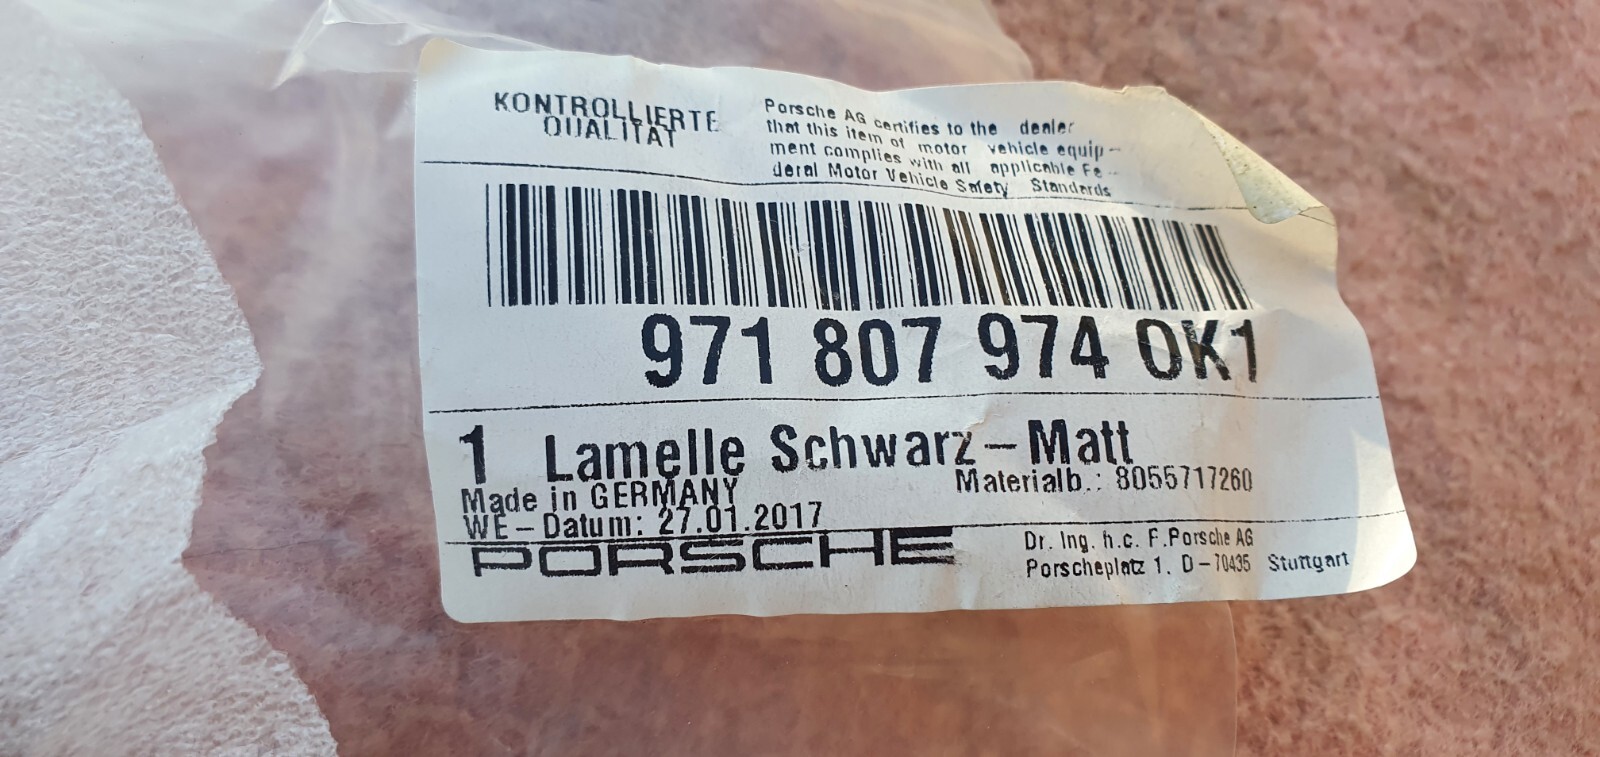 KONTROLLIERTE
QUALITÄT
Porsche AG certifies to the dealer
that this item of motor vehicle equip-
ment complies with all applicable Fe-
deral Motor Vehicle Safety Standards
971 807 974 OK1
1 Lamelle Schwarz-Matt
Materialb.: 8055717260
Made in GERMANY
WE-Datum: 27.01.2017
PORSCHE
Dr. Ing. h.c. F.Porsche AG
Porscheplatz 1, D-70435 Stuttgart